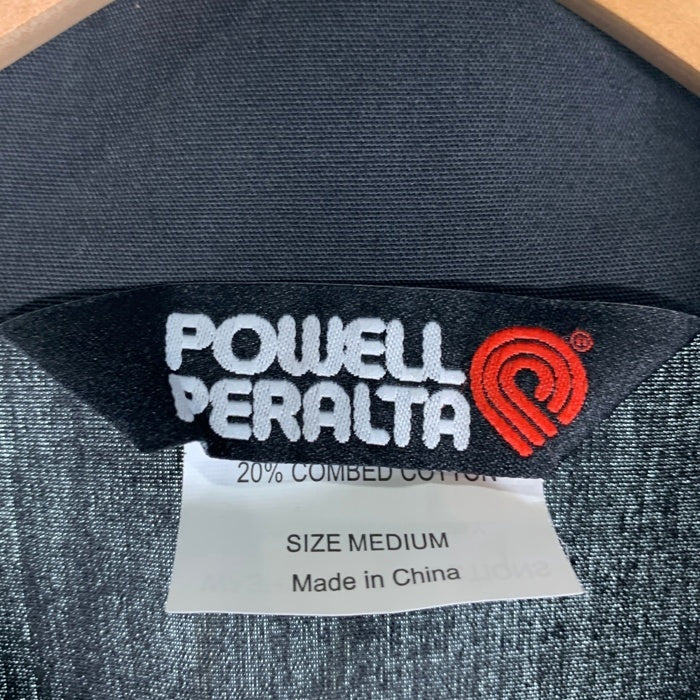 POWELL
PERALTA
®
20% COMBED COTTON
SIZE MEDIUM
Made in China